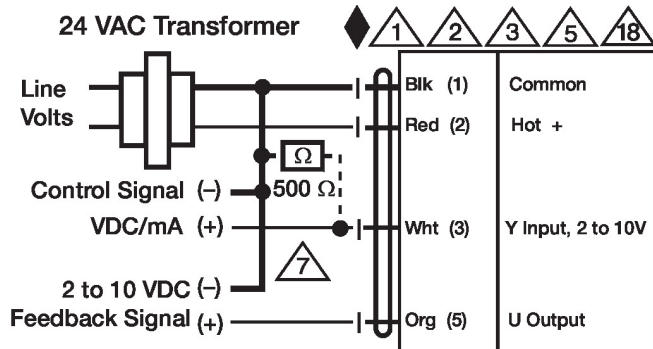 24 VAC Transformer
1 2 3 5 18
Line
Volts
Blk (1) Common
Red (2) Hot +
Ω
500 Ω
Control Signal (-)
VDC/mA (+)
Wht (3) Y Input, 2 to 10V
7
2 to 10 VDC (-)
Feedback Signal (+)
Org (5) U Output